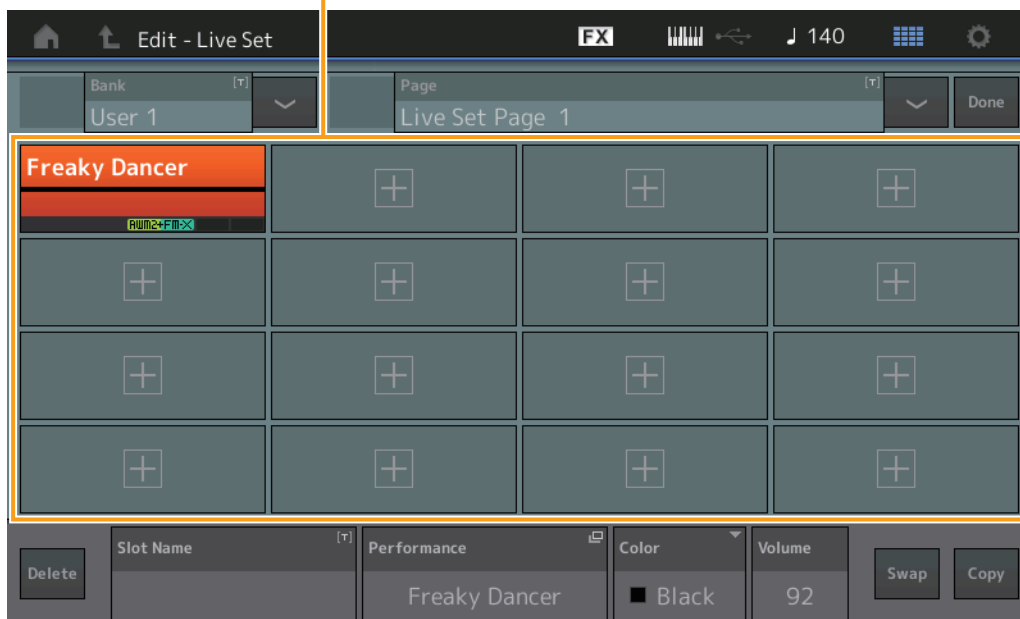 Edit - Live Set FX 140
Bank [T] Page [T]
User 1 Live Set Page 1 Done
Freaky Dancer
AWM2+FM-X
Slot Name [T] Performance Color Volume
Delete Swap Copy
Freaky Dancer Black 92